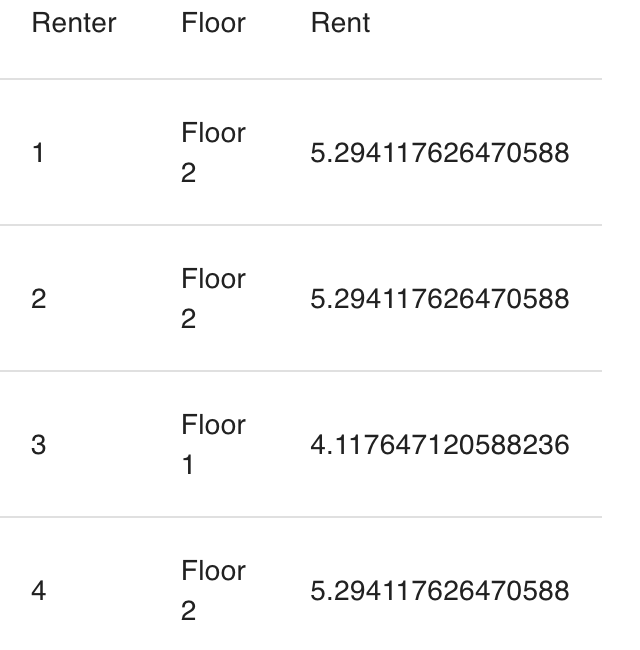 Renter Floor Rent
1 Floor 2 5.294117626470588
2 Floor 2 5.294117626470588
3 Floor 1 4.117647120588236
4 Floor 2 5.294117626470588